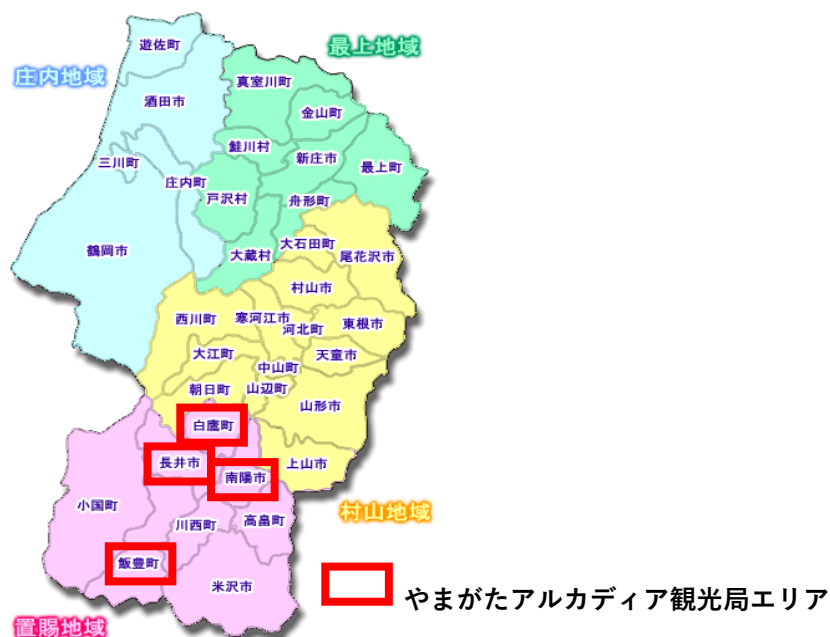 遊佐町
最上地域
庄内地域
真室川町
酒田市
金山町
鮭川村
新庄市
三川町
最上町
庄内町
戸沢村
舟形町
大石田町
鶴岡市
大蔵村
尾花沢市
村山市
西川町
寒河江市
河北町
東根市
大江町
天童市
中山町
朝日町
山辺町
山形市
白鷹町
長井市
上山市
南陽市
小国町
村山地域
川西町
高畠町
飯豊町
米沢市
やまがたアルカディア観光局エリア
置賜地域